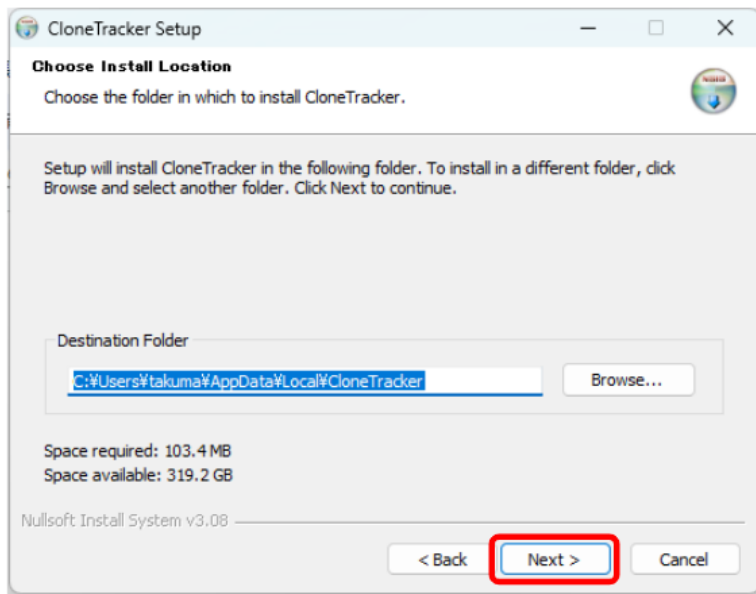 CloneTracker Setup
Choose Install Location
Choose the folder in which to install CloneTracker.
Setup will install CloneTracker in the following folder. To install in a different folder, click
Browse and select another folder. Click Next to continue.
Destination Folder
C:¥Users¥takuma¥AppData¥Local¥CloneTracker
Browse...
Space required: 103.4 MB
Space available: 319.2 GB
Nullsoft Install System v3.08
< Back
Next >
Cancel